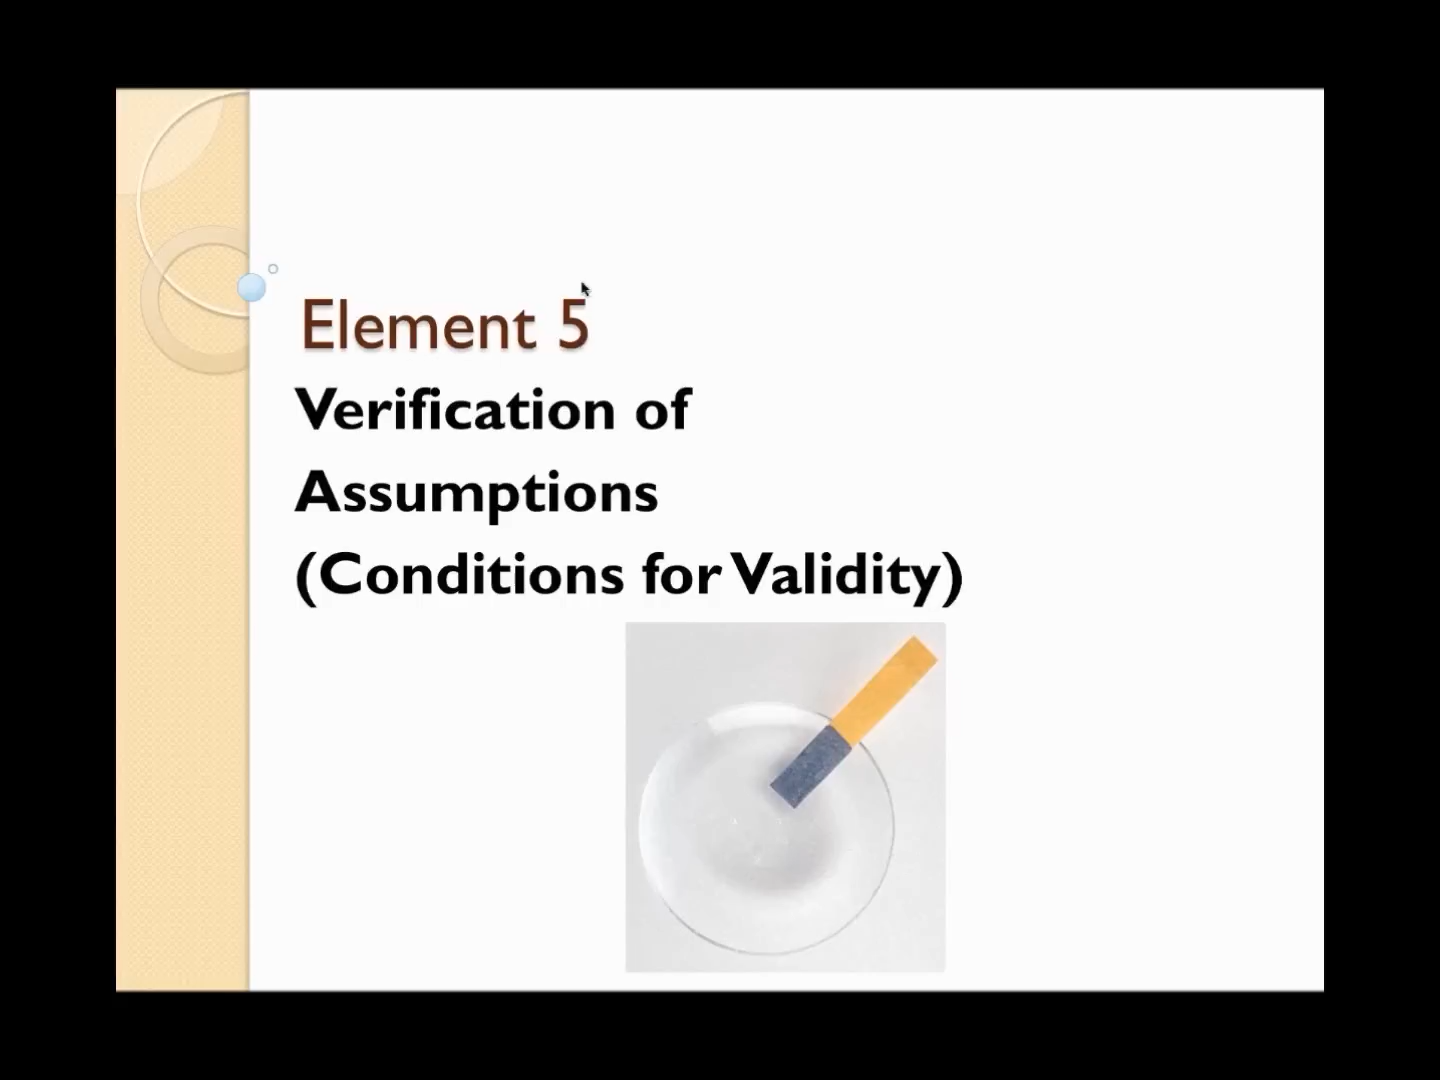 Element 5
Verification of
Assumptions
(Conditions for Validity)